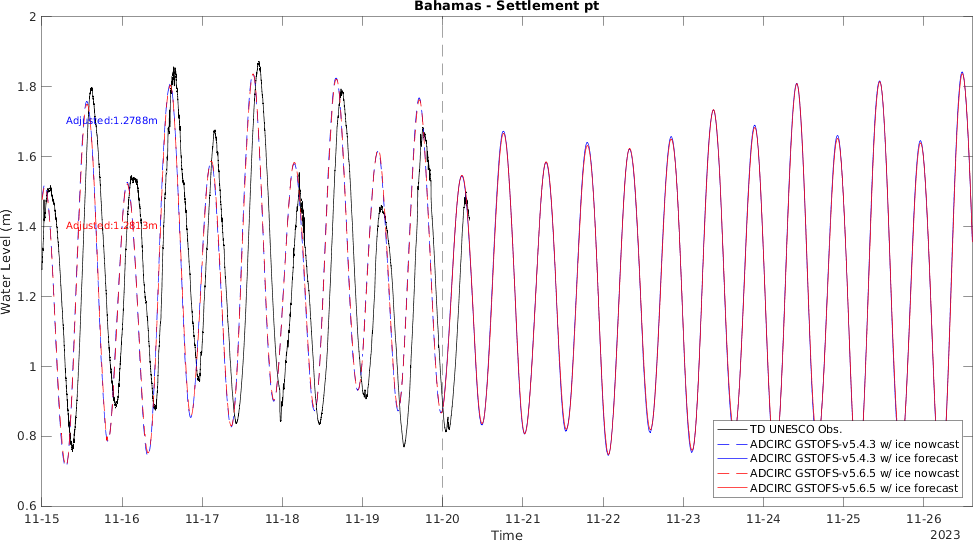 Bahamas - Settlement pt
2
1.8
1.6
1.4
1.2
1
0.8
0.6
Water Level (m)
Adjusted:1.2788m
Adjusted:1.2813m
TD UNESCO Obs.
ADCIRC GSTOFS-v5.4.3 w/ ice nowcast
ADCIRC GSTOFS-v5.4.3 w/ ice forecast
ADCIRC GSTOFS-v5.6.5 w/ ice nowcast
ADCIRC GSTOFS-v5.6.5 w/ ice forecast
11-15 11-16 11-17 11-18 11-19 11-20 11-21 11-22 11-23 11-24 11-25 11-26
Time
2023